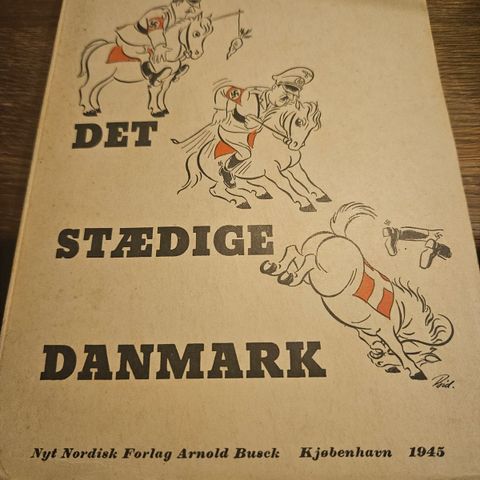 DET
STÆDIGE
DANMARK
Nyt Nordisk Forlag Arnold Busck Kjøbenhavn 1945